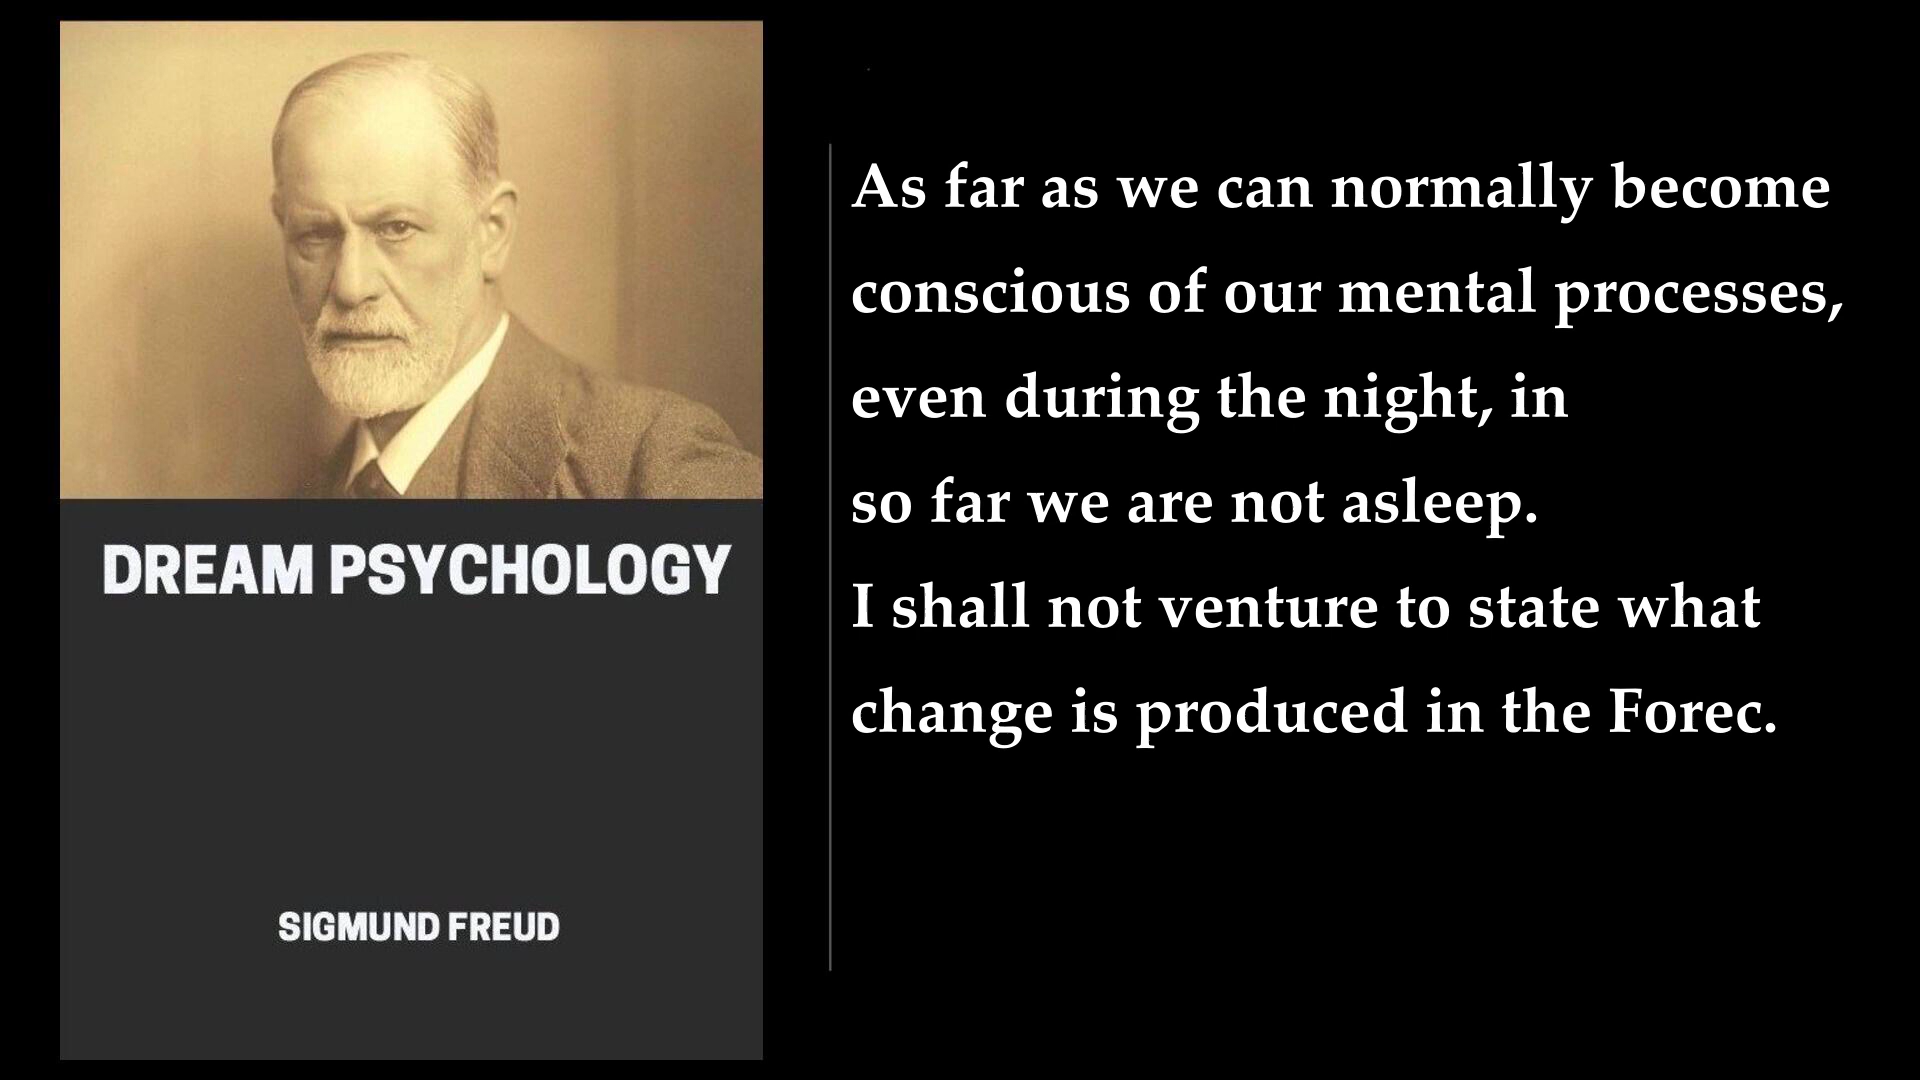 DREAM PSYCHOLOGY
SIGMUND FREUD
As far as we can normally become
conscious of our mental processes,
even during the night, in
so far we are not asleep.
I shall not venture to state what
change is produced in the Forec.